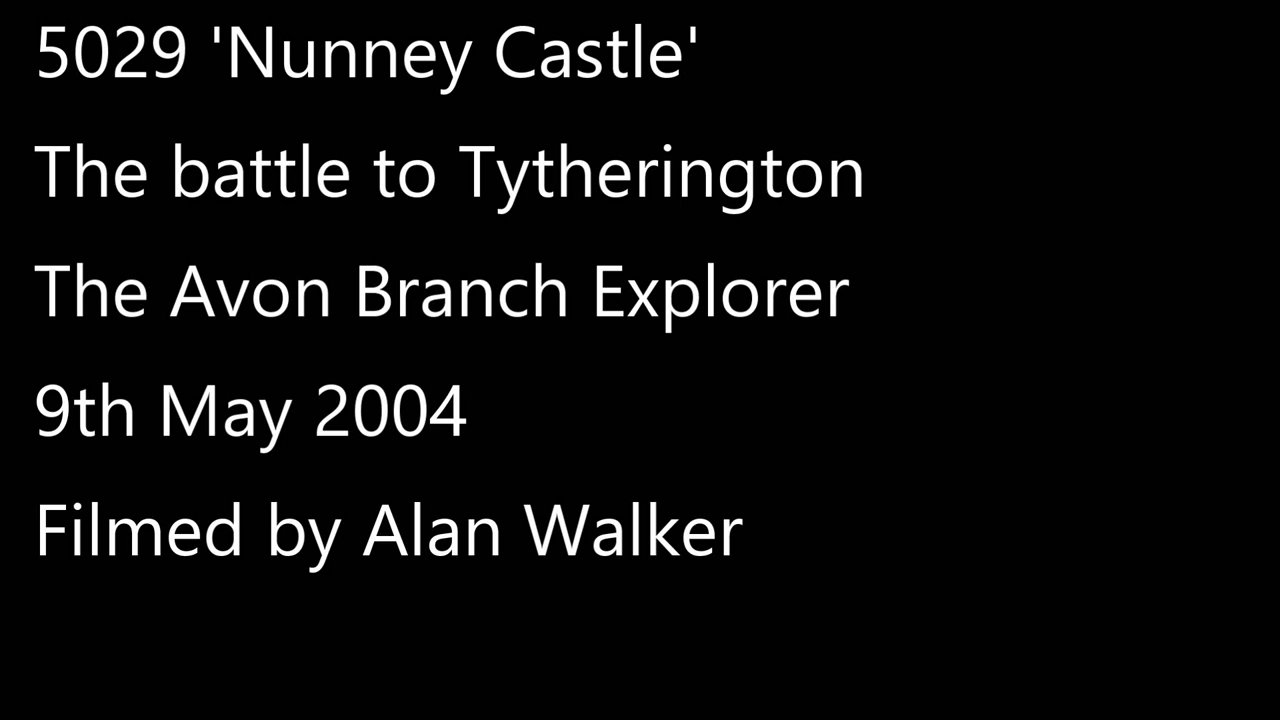 5029 'Nunney Castle'
The battle to Tytherington
The Avon Branch Explorer
9th May 2004
Filmed by Alan Walker